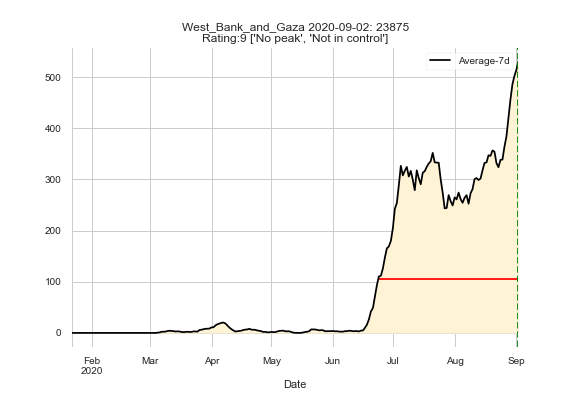 West_Bank_and_Gaza 2020-09-02: 23875
Rating:9 ['No peak', 'Not in control']
Average-7d
500
400
300
200
100
0
Feb Mar Apr May Jun Jul Aug Sep
2020
Date